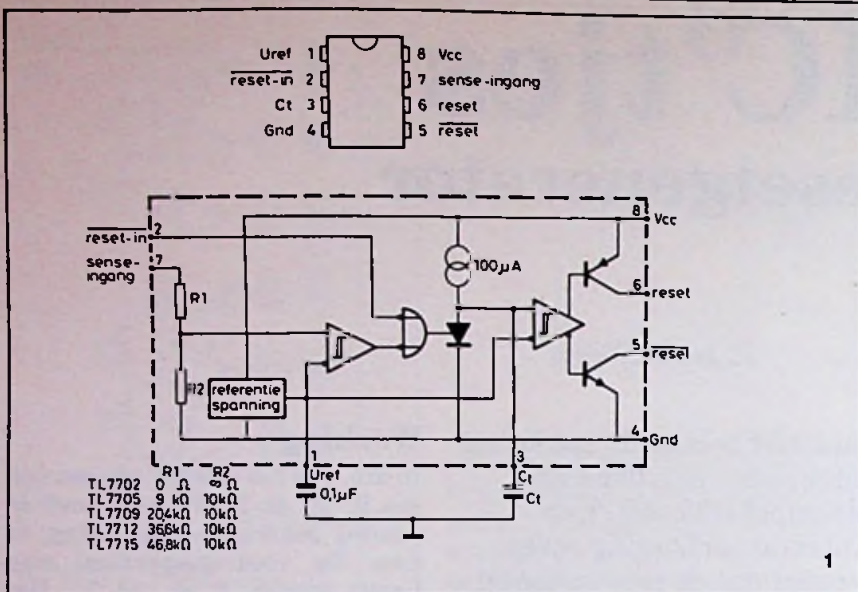 Uref 1
8 Vcc
reset-in 2
7 sense-ingang
Ct 3
6 reset
Gnd 4
5 reset
reset-in
2
sense-
ingang
7
8
Vcc
100µA
R1
6
reset
5
reset
R2
referentie
spanning
4
Gnd
1
Uref
0,1µF
3
Ct
Ct
R1 R2
TL7702 0 Ω ∞ Ω
TL7705 9 kΩ 10kΩ
TL7709 20,4kΩ 10kΩ
TL7712 36,6kΩ 10kΩ
TL7715 46,8kΩ 10kΩ
1